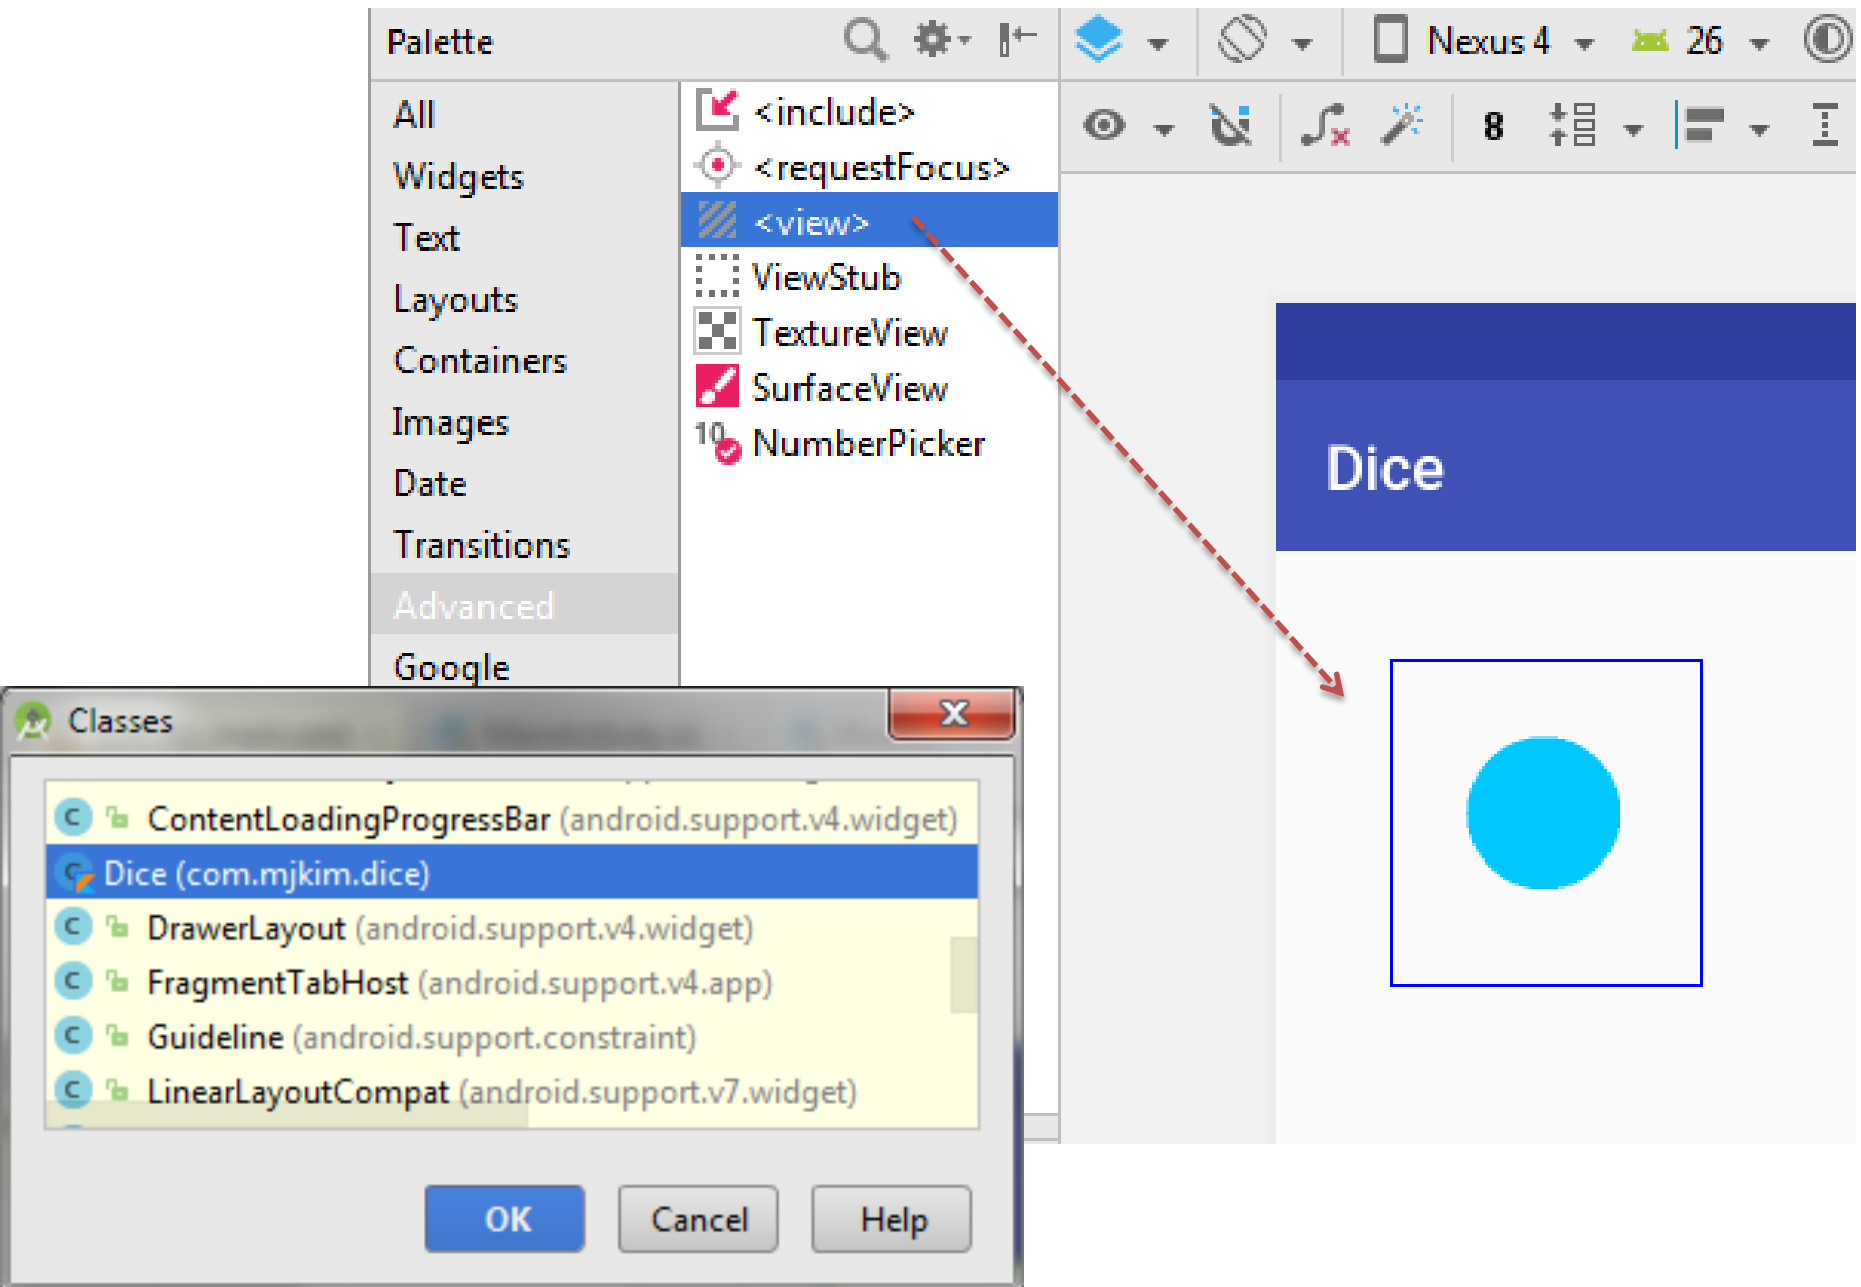 Palette
Nexus 4
26
All
Widgets
Text
Layouts
Containers
Images
Date
Transitions
Advanced
Google
<include>
<requestFocus>
<view>
ViewStub
TextureView
SurfaceView
10 NumberPicker
8
Dice
Classes
C ContentLoadingProgressBar (android.support.v4.widget)
Dice (com.mjkim.dice)
C DrawerLayout (android.support.v4.widget)
C FragmentTabHost (android.support.v4.app)
C Guideline (android.support.constraint)
C LinearLayoutCompat (android.support.v7.widget)
OK
Cancel
Help